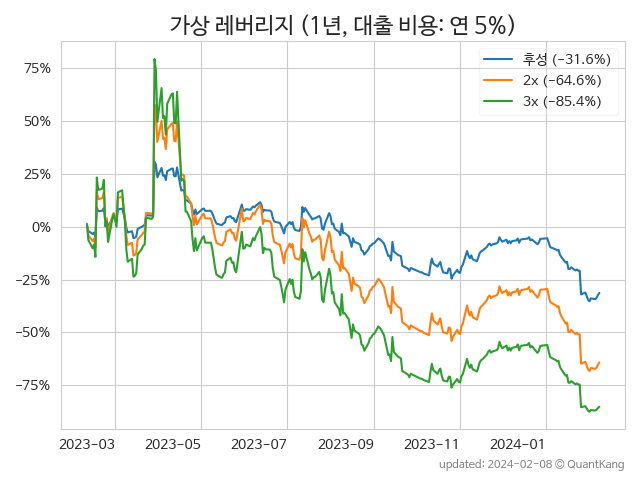 가상 레버리지 (1년, 대출 비용: 연 5%)
후성 (−31.6%)
2x (−64.6%)
3x (−85.4%)
75%
50%
25%
0%
−25%
−50%
−75%
2023-03 2023-05 2023-07 2023-09 2023-11 2024-01
updated: 2024-02-08 © QuantKang